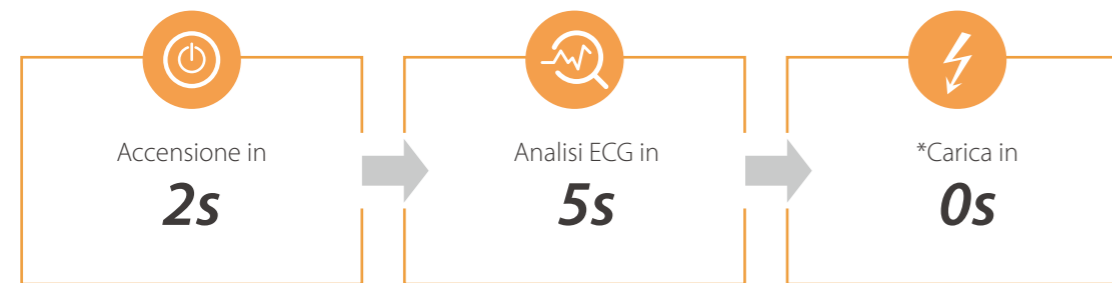 Accensione in
2s
Analisi ECG in
5s
*Carica in
0s